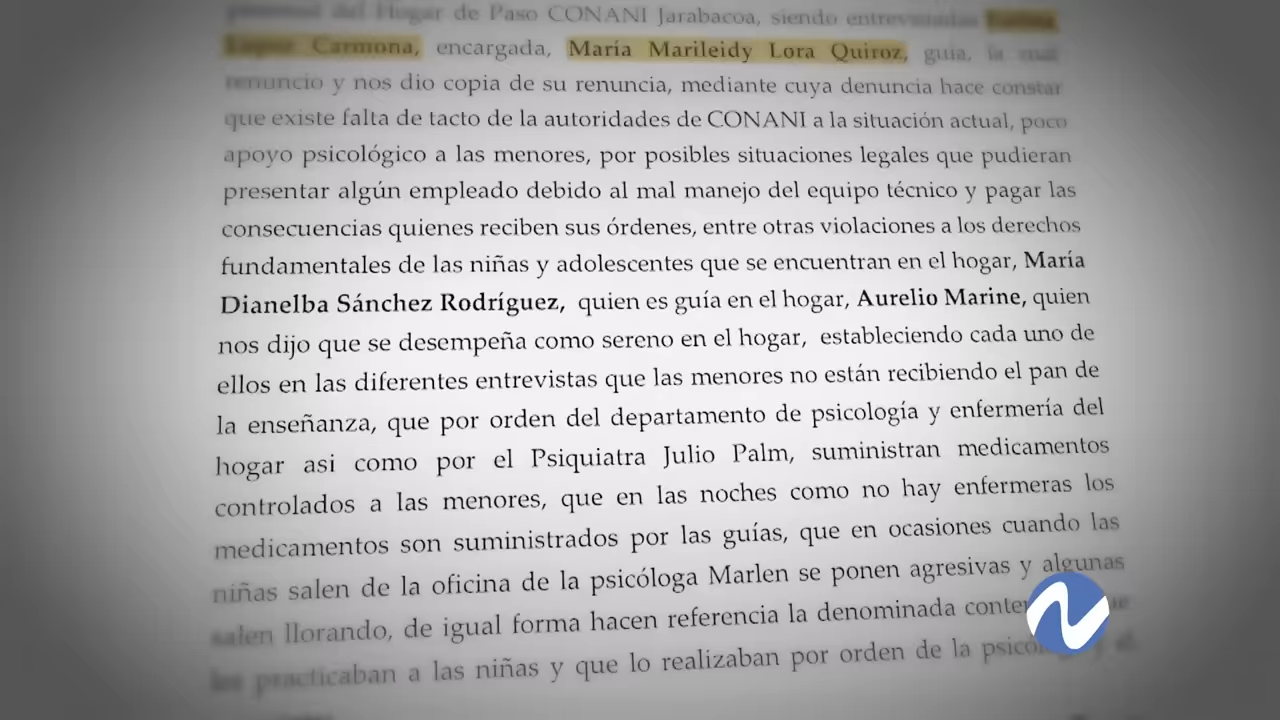 personal del Hogar de Paso CONANI Jarabacoa, siendo entrevistadas
López Carmona, encargada, María Marileidy Lora Quiroz, guía, la cual
renuncio y nos dio copia de su renuncia, mediante cuya denuncia hace constar
que existe falta de tacto de la autoridades de CONANI a la situación actual, poco
apoyo psicológico a las menores, por posibles situaciones legales que pudieran
presentar algún empleado debido al mal manejo del equipo técnico y pagar las
consecuencias quienes reciben sus órdenes, entre otras violaciones a los derechos
fundamentales de las niñas y adolescentes que se encuentran en el hogar, María
Dianelba Sánchez Rodríguez, quien es guía en el hogar, Aurelio Marine, quien
nos dijo que se desempeña como sereno en el hogar, estableciendo cada uno de
ellos en las diferentes entrevistas que las menores no están recibiendo el pan de
la enseñanza, que por orden del departamento de psicología y enfermería del
hogar asi como por el Psiquiatra Julio Palm, suministran medicamentos
controlados a las menores, que en las noches como no hay enfermeras los
medicamentos son suministrados por las guías, que en ocasiones cuando las
niñas salen de la oficina de la psicóloga Marlen se ponen agresivas y algunas
salen llorando, de igual forma hacen referencia la denominada
practicaban a las niñas y que lo realizaban por orden de la